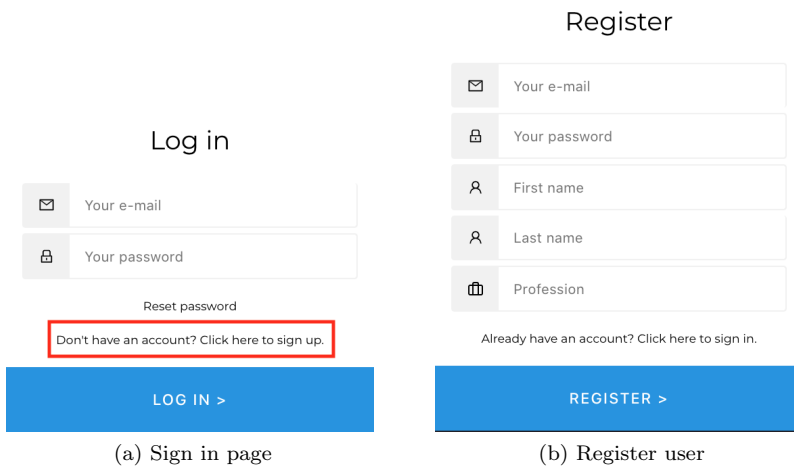 Log in
Your e-mail
Your password
Reset password
Don't have an account? Click here to sign up.
LOG IN >
(a) Sign in page
Register
Your e-mail
Your password
First name
Last name
Profession
Already have an account? Click here to sign in.
REGISTER >
(b) Register user